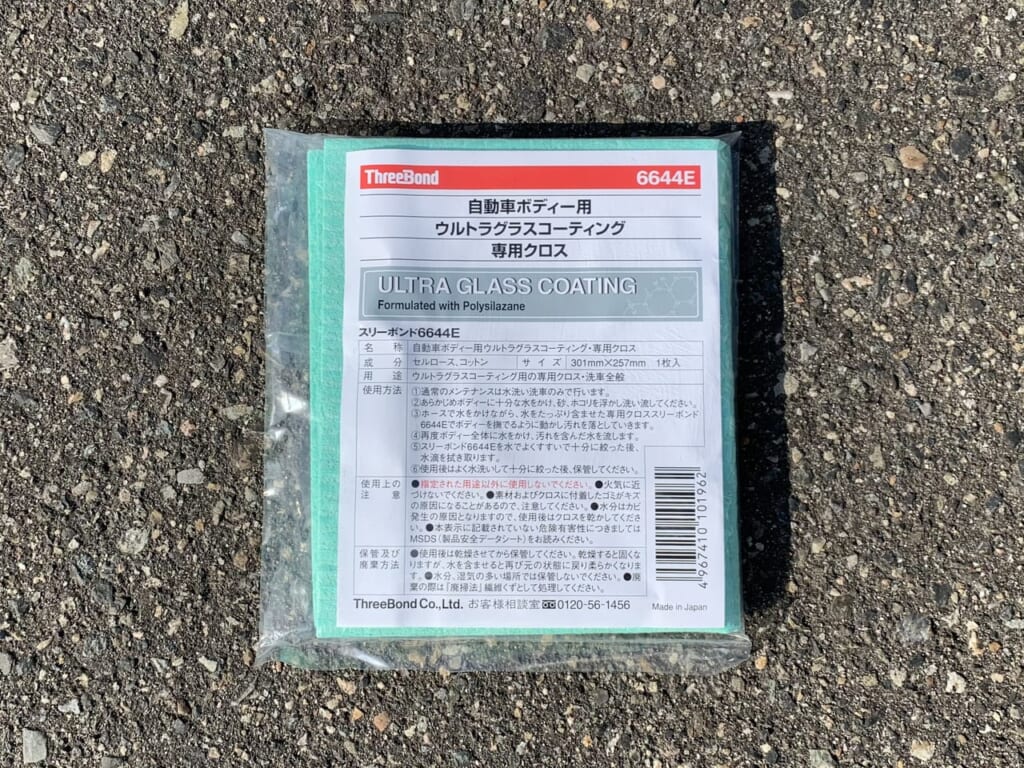 ThreeBond 6644E
自動車ボディー用
ウルトラグラスコーティング
専用クロス
ULTRA GLASS COATING
Formulated with Polysilazane
スリーボンド6644E
名 称 自動車ボディー用ウルトラグラスコーティング・専用クロス
成 分 セルロース、コットン サ イ ズ 301mm×257mm 1枚入
用 途 ウルトラグラスコーティング用の専用クロス・洗車全般
使用方法 ①通常のメンテナンスは水洗い洗車のみで行います。
②あらかじめボディーに十分な水をかけ、砂、ホコリを浮かし洗い流してください。
③ホースで水をかけながら、水をたっぷり含ませた専用クロススリーボンド
6644Eでボディーを撫でるように動かし汚れを落としていきます。
④再度ボディー全体に水をかけ、汚れを含んだ水を流します。
⑤スリーボンド6644Eを水でよくすすいで十分に絞った後、
水滴を拭き取ります。
⑥使用後はよく水洗いして十分に絞った後、保管してください。
使用上の
注 意
●指定された用途以外に使用しないでください。●火気に近
づけないでください。●素材およびクロスに付着したゴミがキズ
の原因になることがあるので、注意してください。●水分はカビ
発生の原因となりますので、使用後はクロスを乾かしてくださ
い。●本表示に記載されていない危険有害性につきましては
MSDS（製品安全データシート）をお読みください。
保管及び
廃棄方法
●使用後は乾燥させてから保管してください。乾燥すると固くな
りますが、水を含ませると再び元の状態に戻り柔らかくなりま
す。●水分、湿気の多い場所では保管しないでください。●廃
棄の際は「廃掃法」繊維くずとして処理してください。
ThreeBond Co.,Ltd. お客様相談室 0120-56-1456 Made in Japan
4 967410 101962